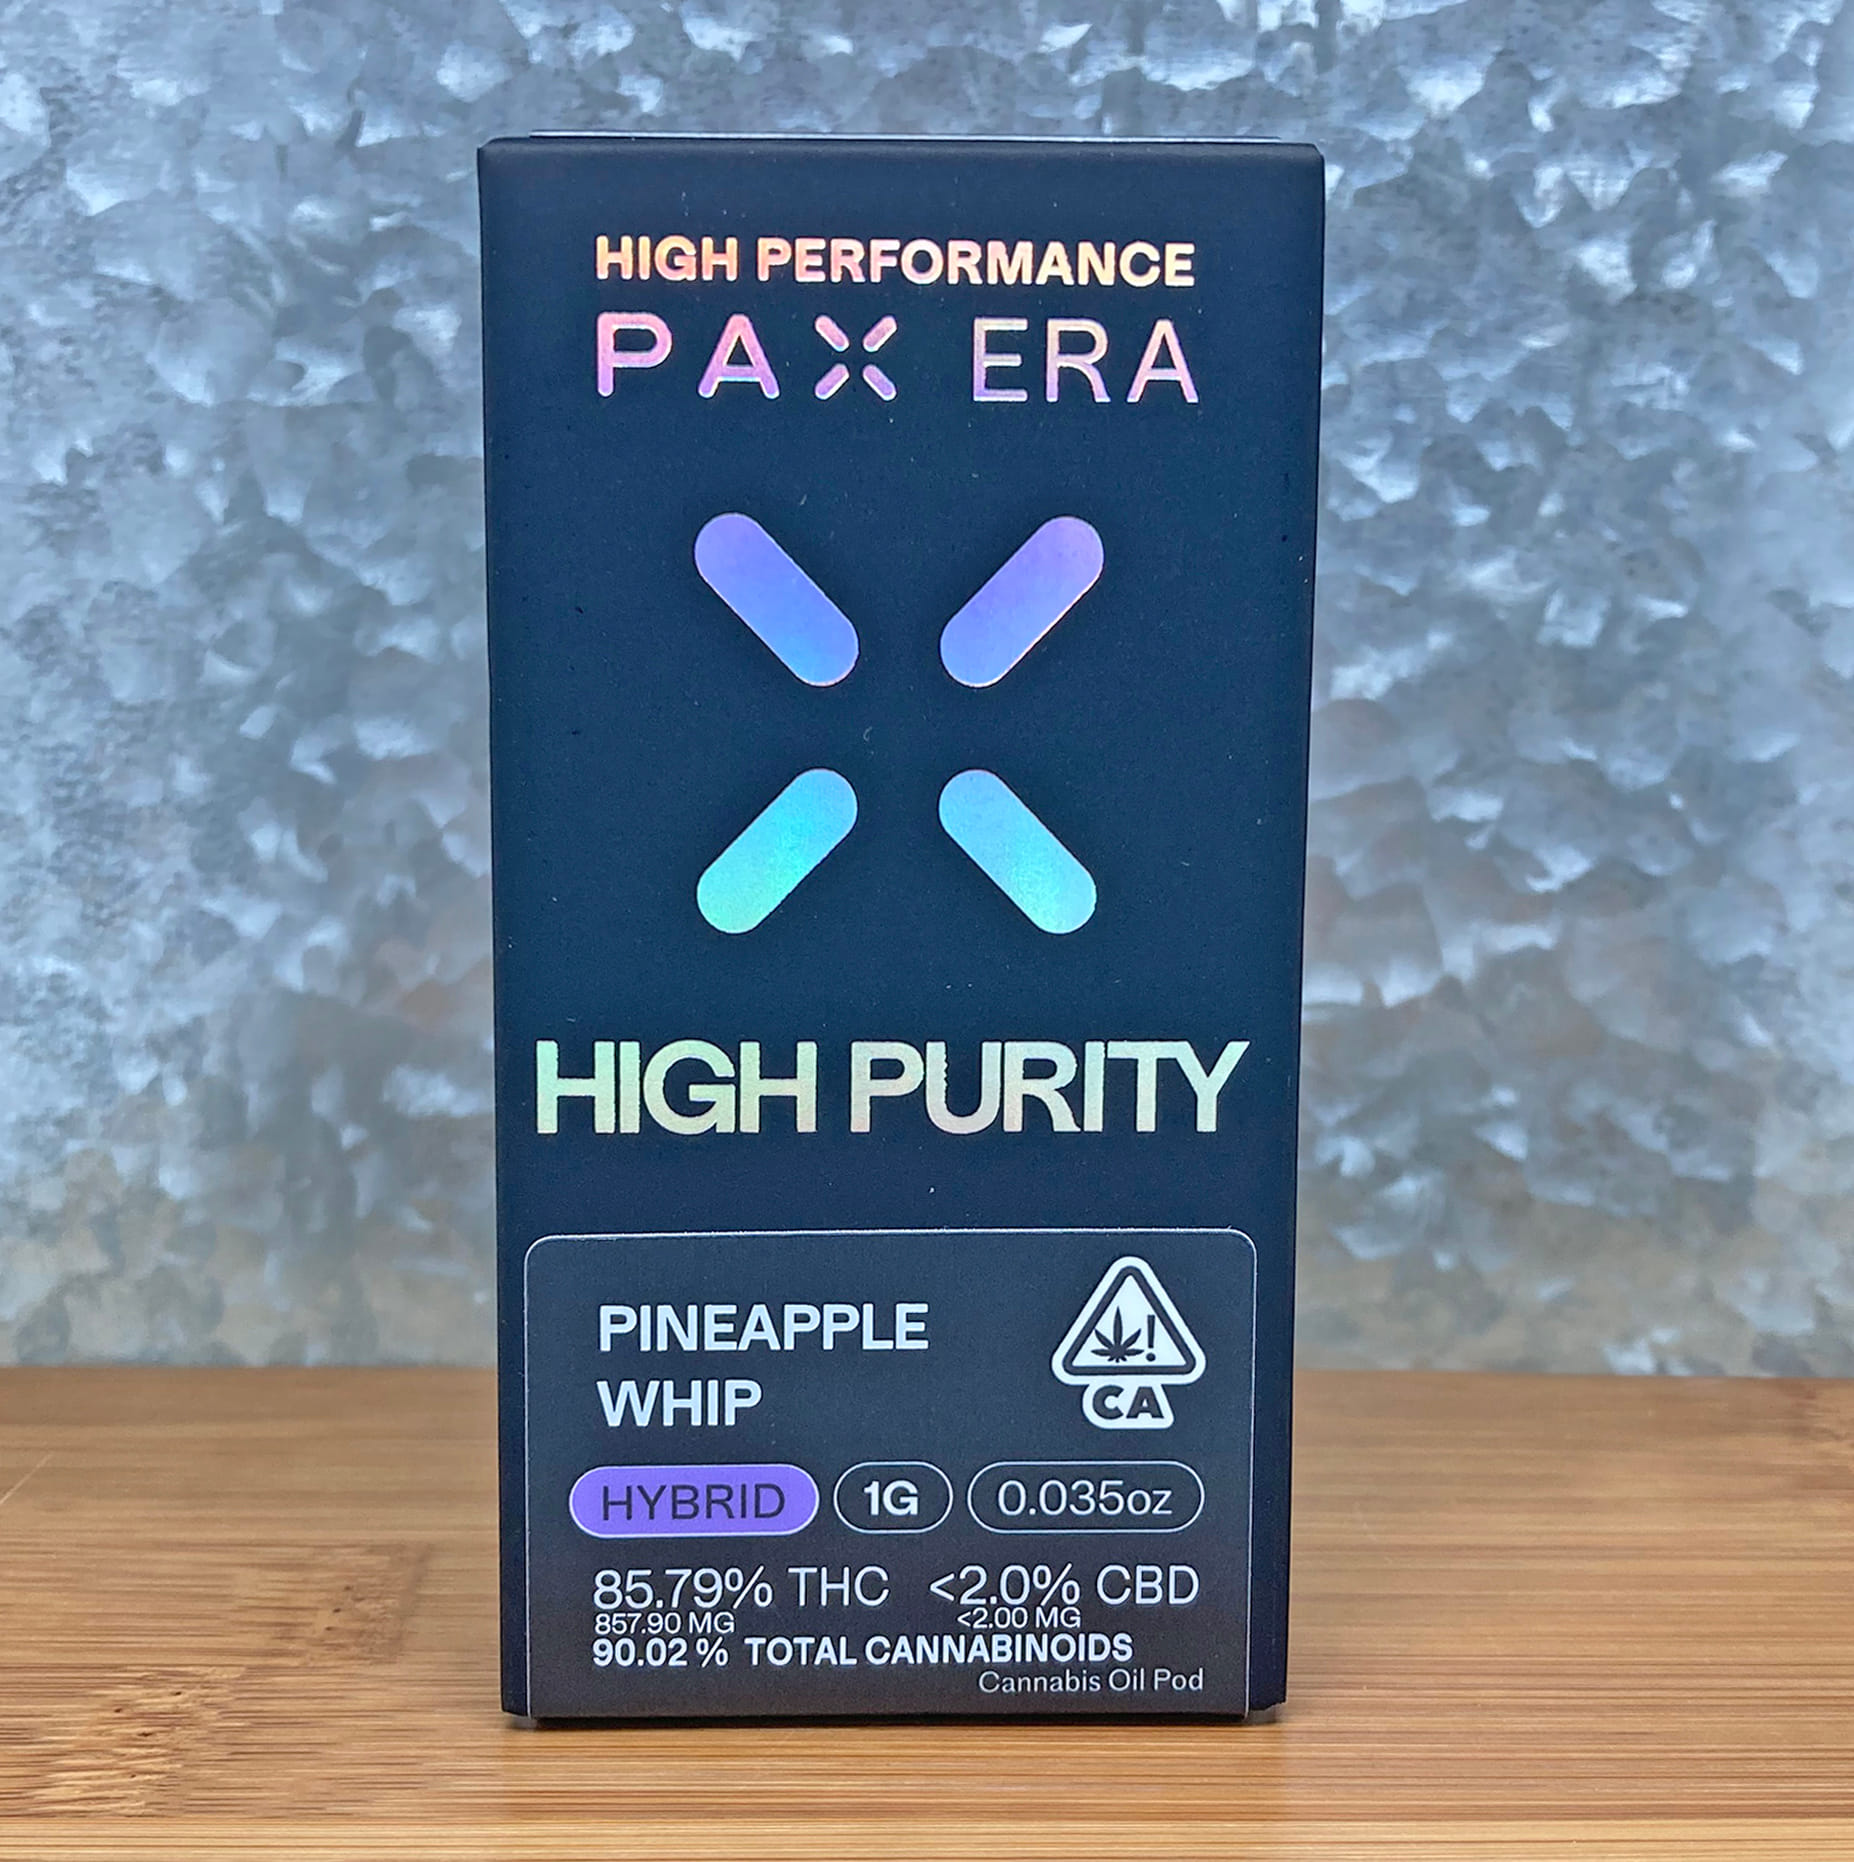 HIGH PERFORMANCE
PAX ERA
HIGH PURITY
PINEAPPLE
WHIP
CA
HYBRID 1G 0.035oz
85.79% THC <2.0% CBD
857.90 MG <2.00 MG
90.02% TOTAL CANNABINOIDS
Cannabis Oil Pod